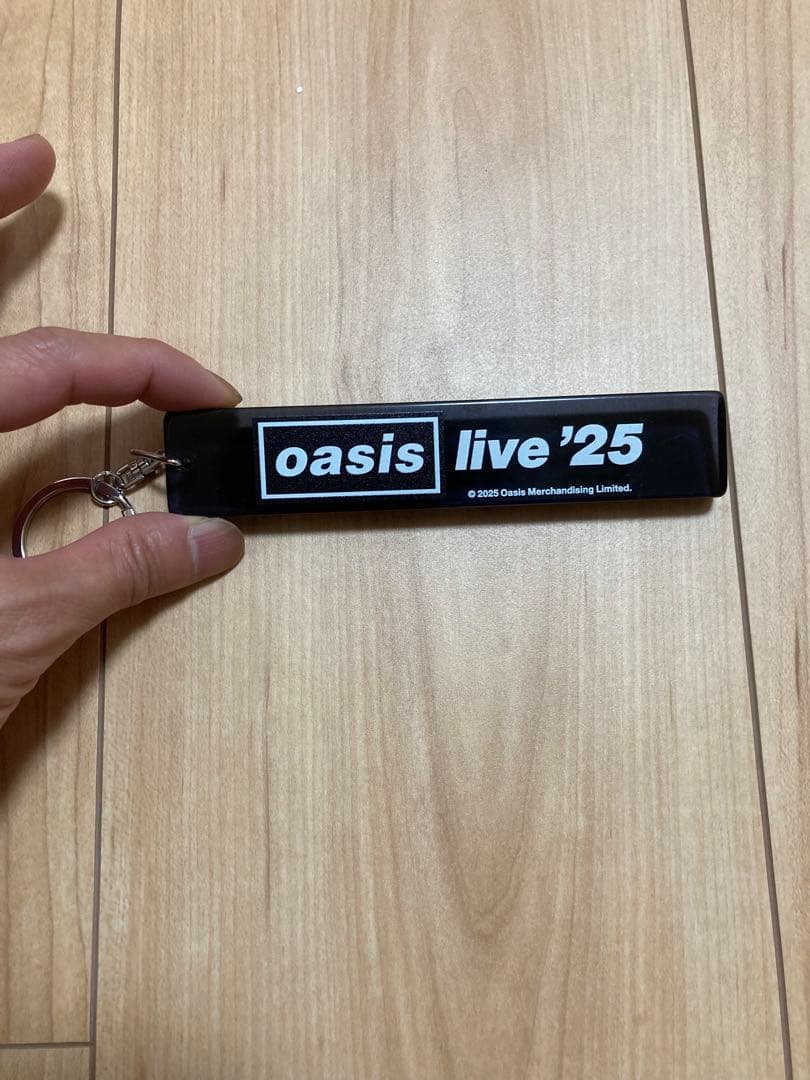 oasis live ’25
© 2025 Oasis Merchandising Limited.